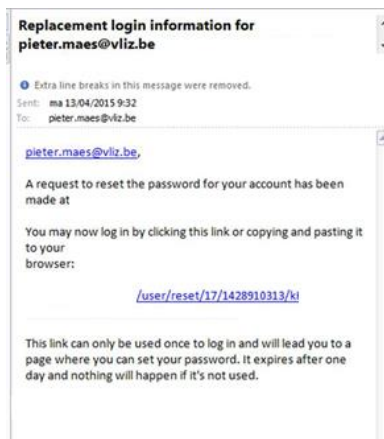 Replacement login information for
pieter.maes@vliz.be
Extra line breaks in this message were removed.
Sent: ma 13/04/2015 9:32
To: pieter.maes@vliz.be
pieter.maes@vliz.be,
A request to reset the password for your account has been
made at
You may now log in by clicking this link or copying and pasting it
to your
browser:
/user/reset/17/1428910313/kI
This link can only be used once to log in and will lead you to a
page where you can set your password. It expires after one
day and nothing will happen if it's not used.